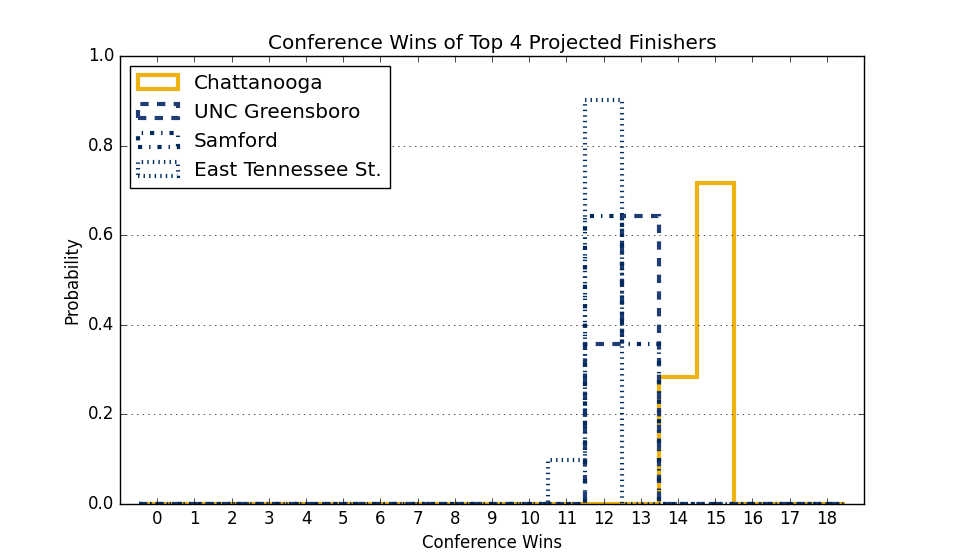 Conference Wins of Top 4 Projected Finishers
1.0
0.8
0.6
0.4
0.2
0.0
Probability
Chattanooga
UNC Greensboro
Samford
East Tennessee St.
0 1 2 3 4 5 6 7 8 9 10 11 12 13 14 15 16 17 18
Conference Wins